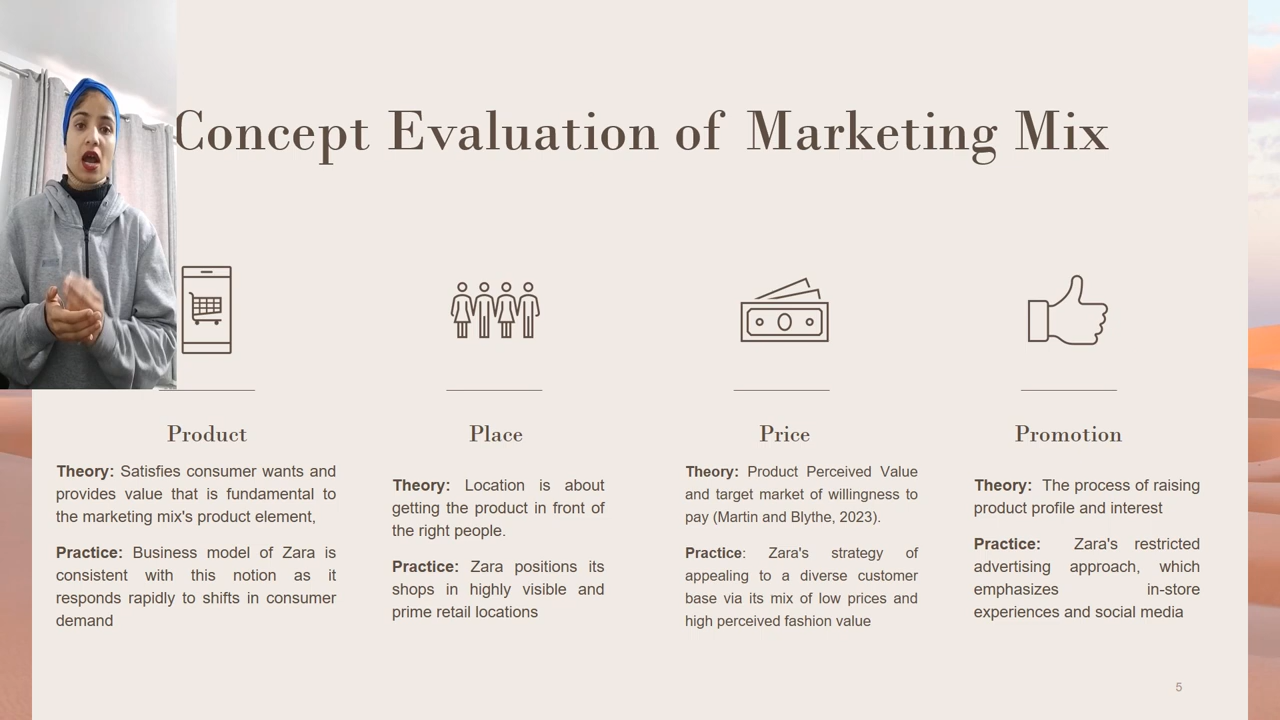 Concept Evaluation of Marketing Mix
Product
Theory: Satisfies consumer wants and
provides value that is fundamental to
the marketing mix's product element,
Practice: Business model of Zara is
consistent with this notion as it
responds rapidly to shifts in consumer
demand
Place
Theory: Location is about
getting the product in front of
the right people.
Practice: Zara positions its
shops in highly visible and
prime retail locations
Price
Theory: Product Perceived Value
and target market of willingness to
pay (Martin and Blythe, 2023).
Practice: Zara's strategy of
appealing to a diverse customer
base via its mix of low prices and
high perceived fashion value
Promotion
Theory: The process of raising
product profile and interest
Practice: Zara's restricted
advertising approach, which
emphasizes in-store
experiences and social media
5